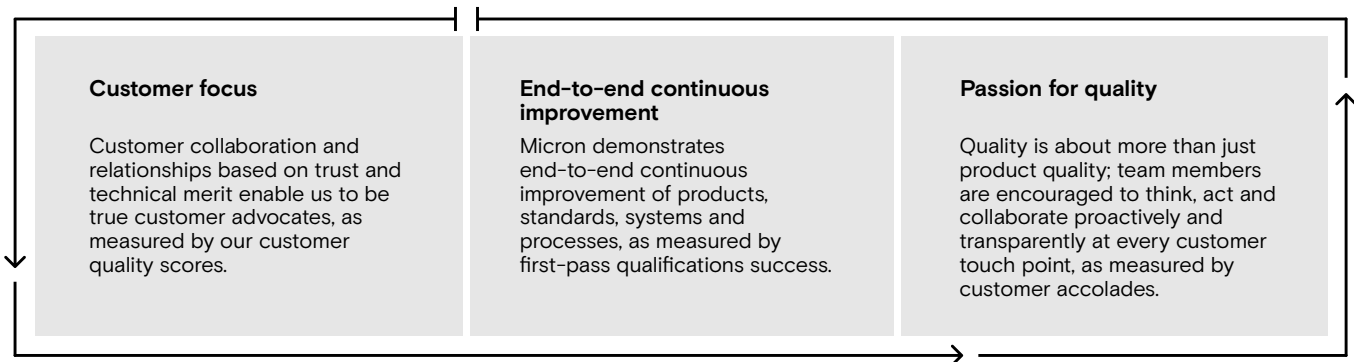 Customer focus
Customer collaboration and
relationships based on trust and
technical merit enable us to be
true customer advocates, as
measured by our customer
quality scores.
End-to-end continuous
improvement
Micron demonstrates
end-to-end continuous
improvement of products,
standards, systems and
processes, as measured by
first-pass qualifications success.
Passion for quality
Quality is about more than just
product quality; team members
are encouraged to think, act and
collaborate proactively and
transparently at every customer
touch point, as measured by
customer accolades.